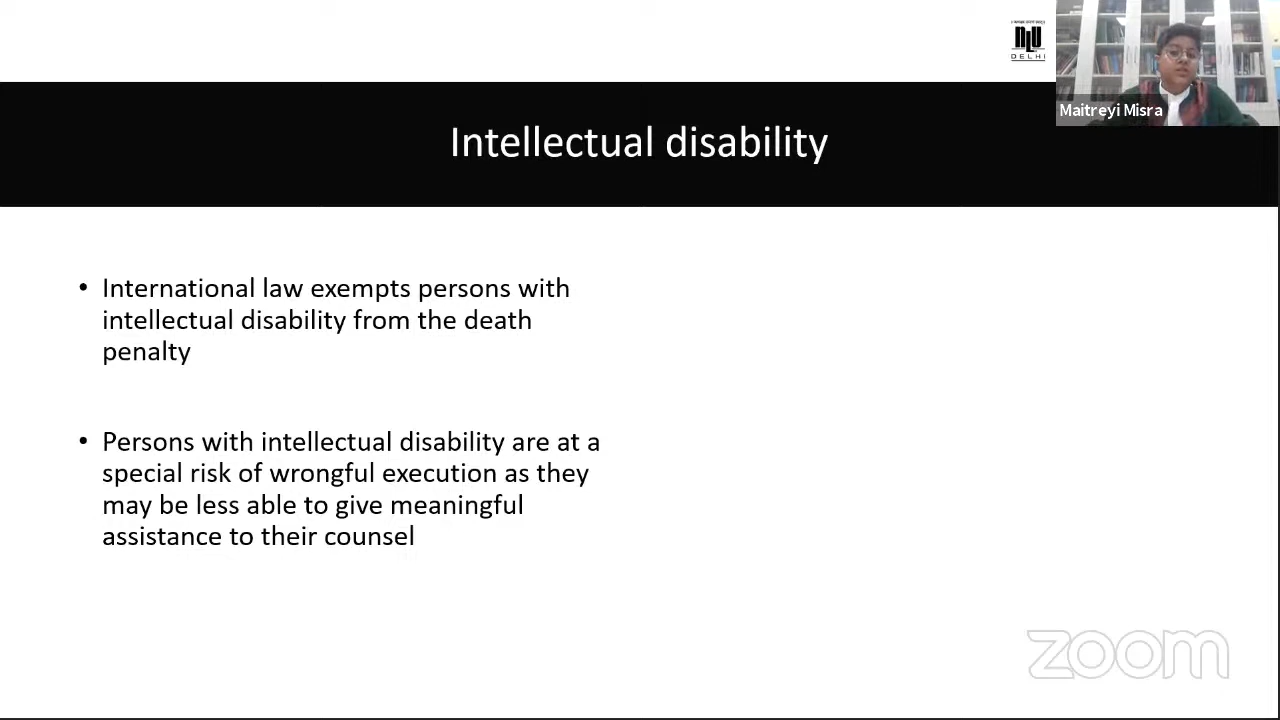 NLU
DELHI
Maitreyi Misra
Intellectual disability
• International law exempts persons with
intellectual disability from the death
penalty
• Persons with intellectual disability are at a
special risk of wrongful execution as they
may be less able to give meaningful
assistance to their counsel
zoom